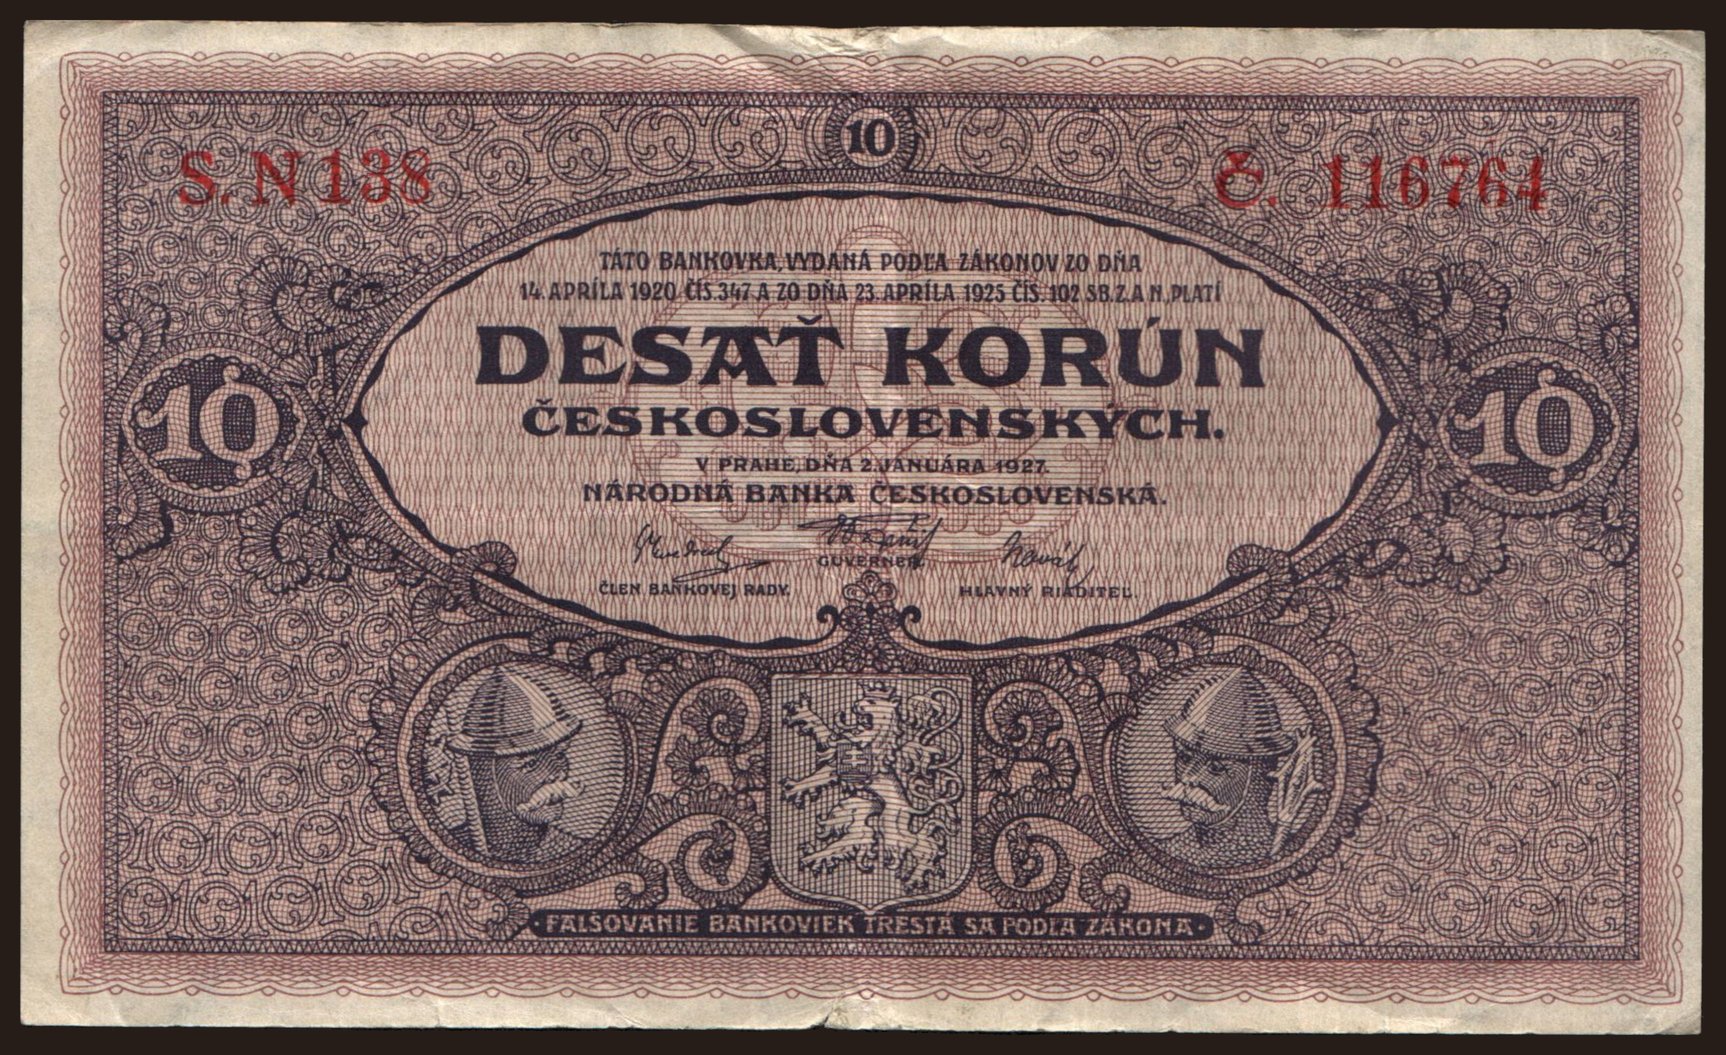 10
S. N 138
Č. 116764
TÁTO BANKOVKA, VYDANÁ PODĽA ZÁKONOV ZO DŇA
14. APRÍLA 1920 ČÍS. 347 A ZO DŇA 23. APRÍLA 1925 ČÍS. 102 SB. Z. A N. PLATÍ
DESAŤ KORÚN
10
10
ČESKOSLOVENSKÝCH.
V PRAHE, DŇA 2. JANUÁRA 1927.
NÁRODNÁ BANKA ČESKOSLOVENSKÁ.
GUVERNER.
ČLEN BANKOVEJ RADY.
HLAVNÝ RIADITEĽ.
· FALŠOVANIE BANKOVIEK TRESTÁ SA PODĽA ZÁKONA ·